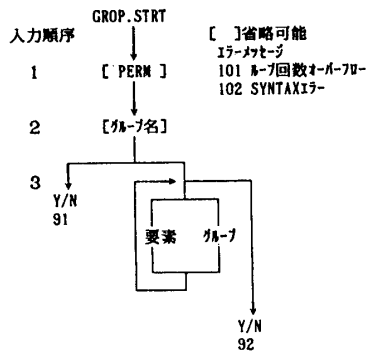 GROP.STRT
入力順序
[ ]省略可能
ｴﾗｰﾒｯｾｰｼﾞ
101 ﾙｰﾌﾟ回数ｵｰﾊﾞｰﾌﾛｰ
102 SYNTAXｴﾗｰ
1
[ PERM ]
2
[ｸﾞﾙｰﾌﾟ名]
3
Y/N
91
要素 ｸﾞﾙｰﾌﾟ
Y/N
92